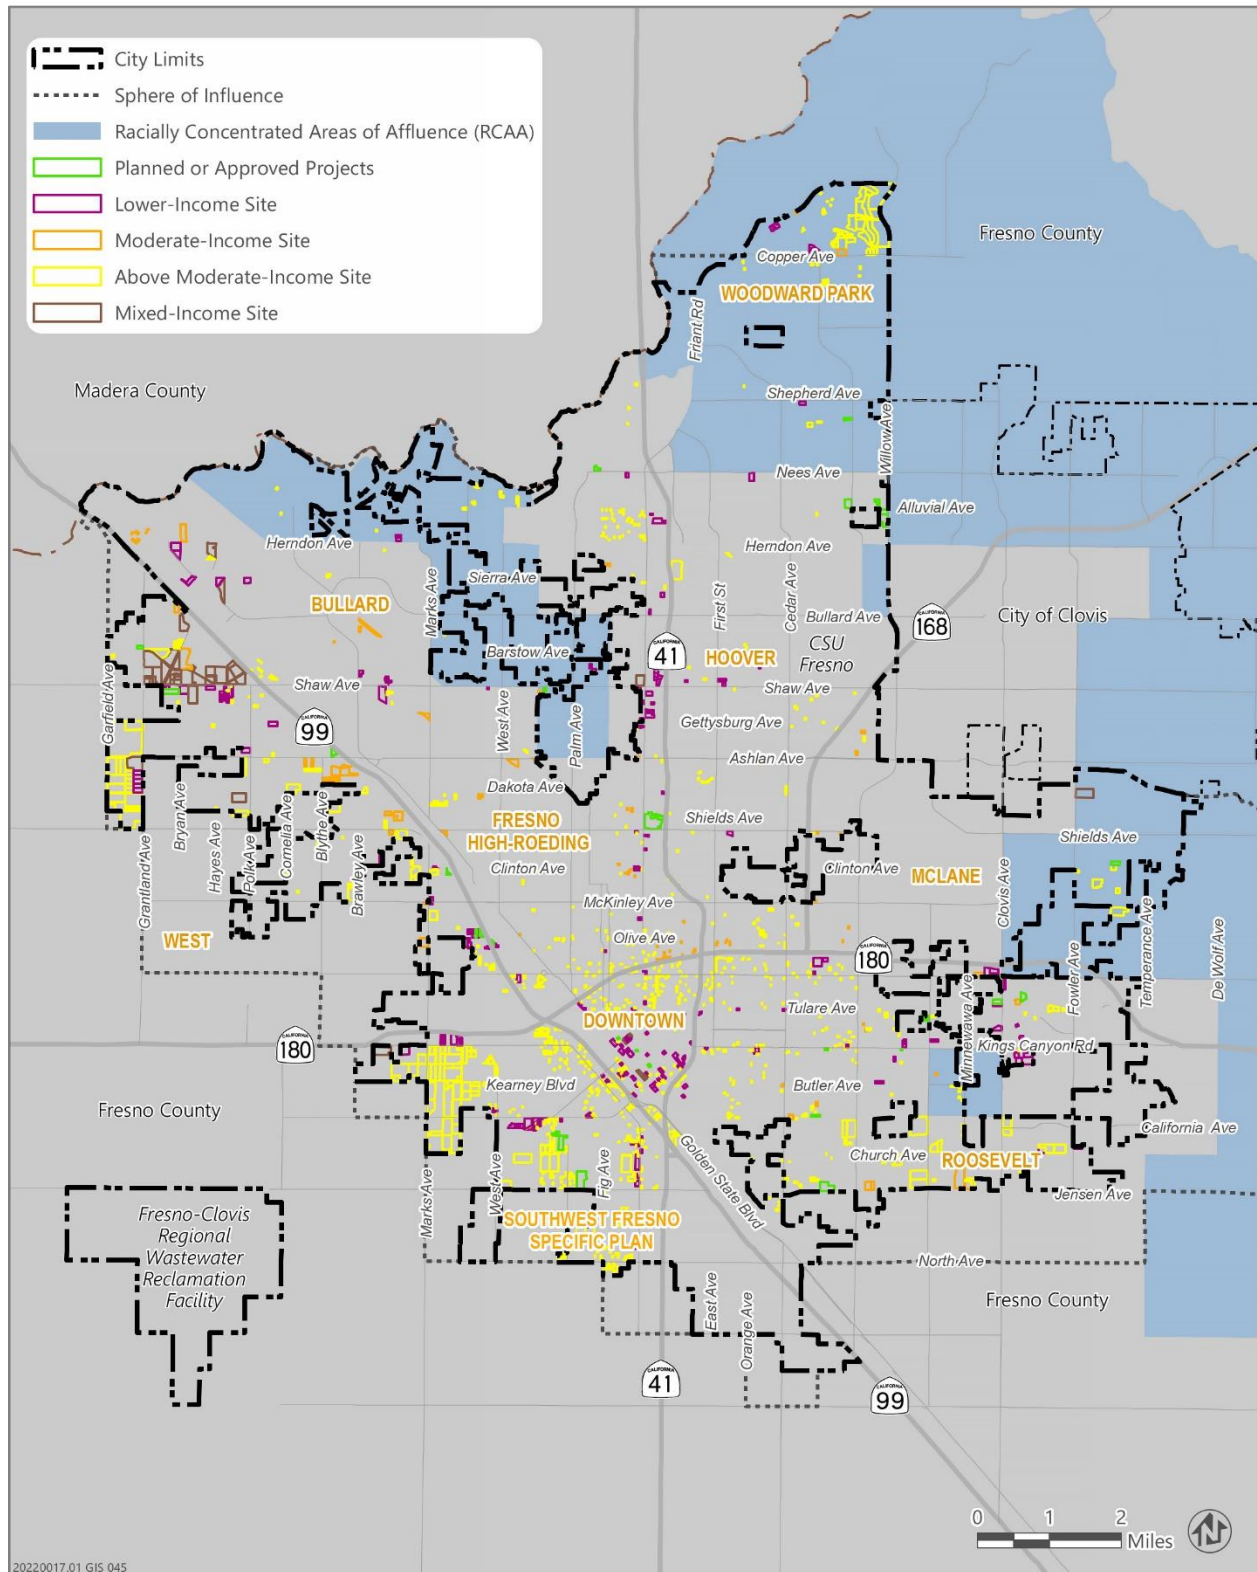 City Limits
Sphere of Influence
Racially Concentrated Areas of Affluence (RCAA)
Planned or Approved Projects
Lower-Income Site
Moderate-Income Site
Above Moderate-Income Site
Mixed-Income Site
Fresno County
Copper Ave
WOODWARD PARK
Friant Rd
Madera County
Shepherd Ave
Willow Ave
Nees Ave
Alluvial Ave
Herndon Ave
Herndon Ave
Sierra Ave
Marks Ave
BULLARD
First St
Cedar Ave
Bullard Ave
CALIFORNIA
168
City of Clovis
Barstow Ave
CALIFORNIA
41
HOOVER
CSU
Fresno
Garfield Ave
Shaw Ave
Shaw Ave
CALIFORNIA
99
West Ave
Palm Ave
Gettysburg Ave
Ashlan Ave
Dakota Ave
Bryan Ave
Cornelia Ave
Blythe Ave
FRESNO
HIGH-ROEDING
Shields Ave
Shields Ave
Grantland Ave
Hayes Ave
Polk Ave
Brawley Ave
Clinton Ave
Clinton Ave
MCLANE
Clovis Ave
McKinley Ave
WEST
Olive Ave
CALIFORNIA
180
Fowler Ave
Temperance Ave
DeWolf Ave
Minnewawa Ave
Tulare Ave
DOWNTOWN
CALIFORNIA
180
Kings Canyon Rd
Kearney Blvd
Butler Ave
Fresno County
California Ave
Church Ave
ROOSEVELT
Golden State Blvd
Marks Ave
West Ave
Fig Ave
Jensen Ave
SOUTHWEST FRESNO
SPECIFIC PLAN
Fresno-Clovis
Regional
Wastewater
Reclamation
Facility
North Ave
East Ave
Orange Ave
Fresno County
CALIFORNIA
41
CALIFORNIA
99
0 1 2
Miles
N
20220017.01 GIS 045